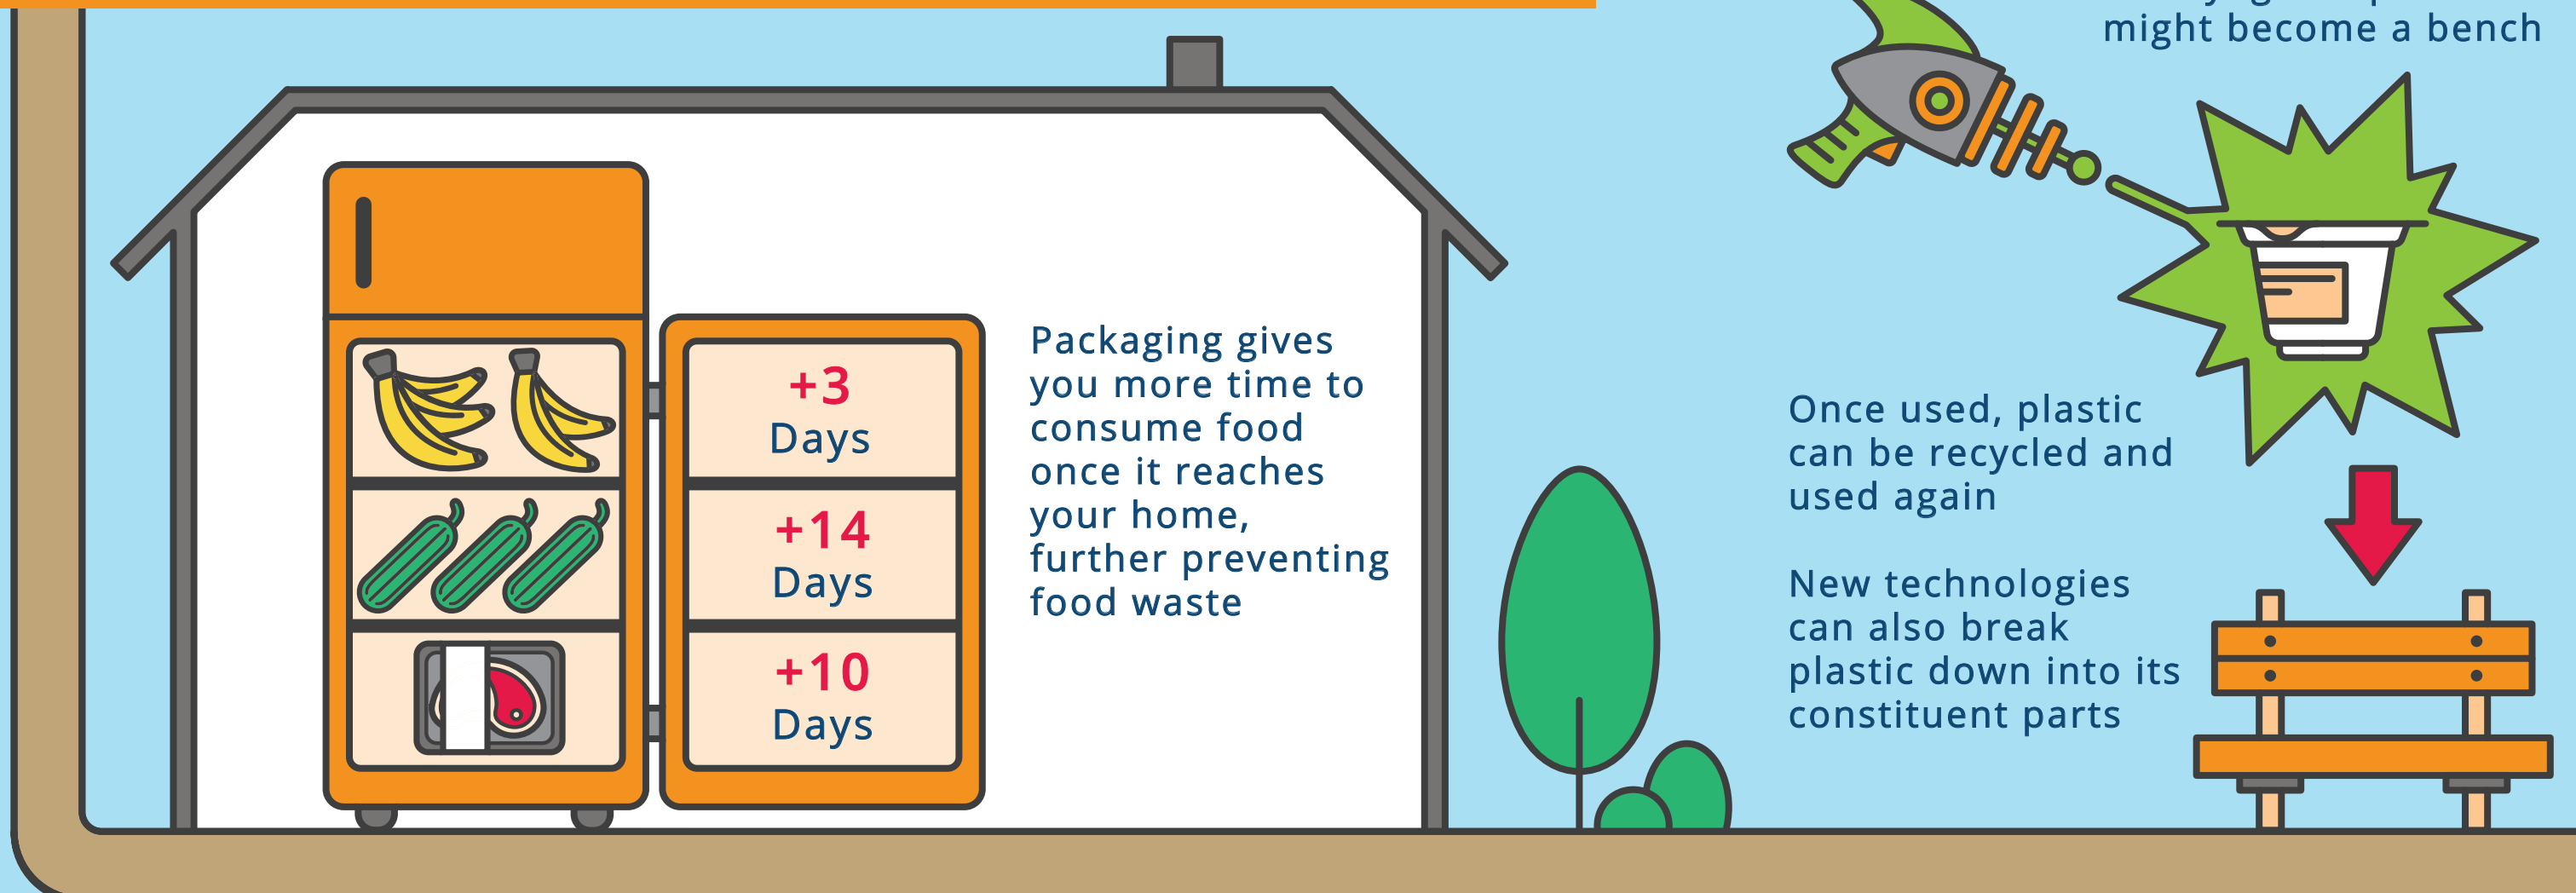 might become a bench
+3
Days
+14
Days
+10
Days
Packaging gives
you more time to
consume food
once it reaches
your home,
further preventing
food waste
Once used, plastic
can be recycled and
used again
New technologies
can also break
plastic down into its
constituent parts